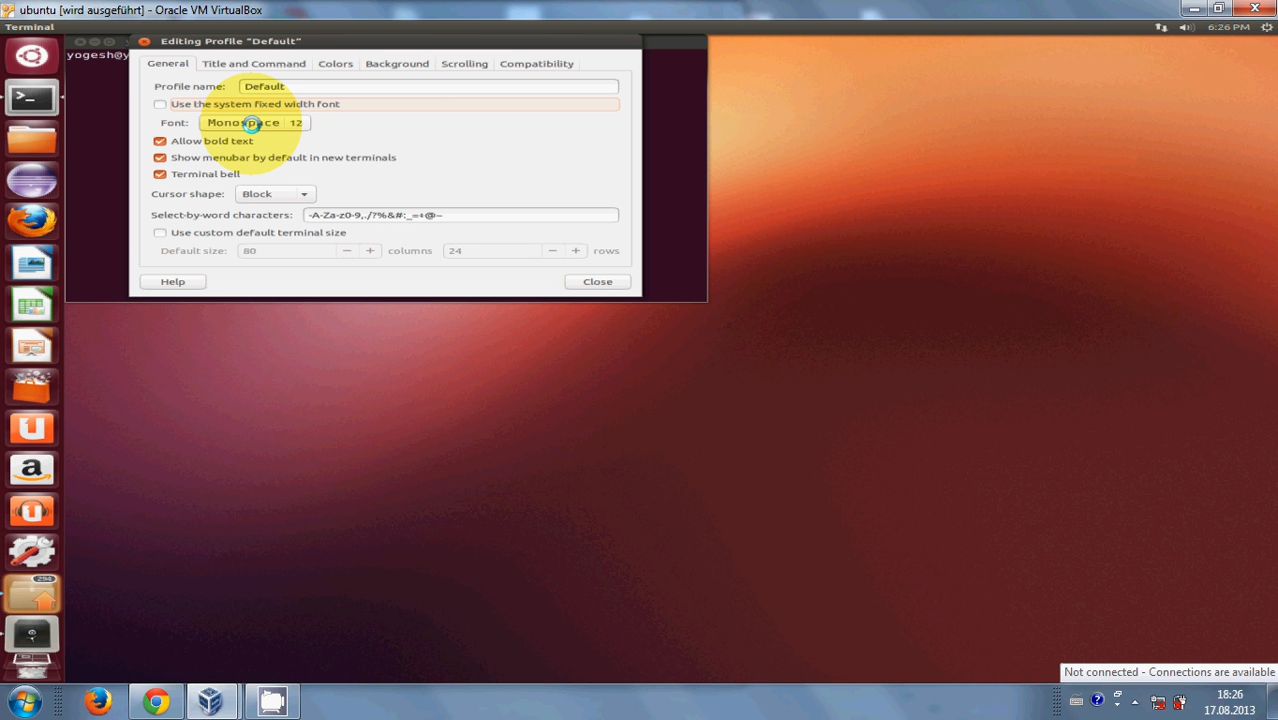 ubuntu [wird ausgeführt] - Oracle VM VirtualBox
Terminal
6:26 PM
Editing Profile "Default"
yogesh@y
General Title and Command Colors Background Scrolling Compatibility
Profile name: Default
Use the system fixed width font
Font: Monospace 12
Allow bold text
Show menubar by default in new terminals
Terminal bell
Cursor shape: Block
Select-by-word characters: -A-Za-z0-9,./?%&#:_=+@~
Use custom default terminal size
Default size: 80 columns 24 rows
Help Close
Not connected - Connections are available
18:26
17.08.2013